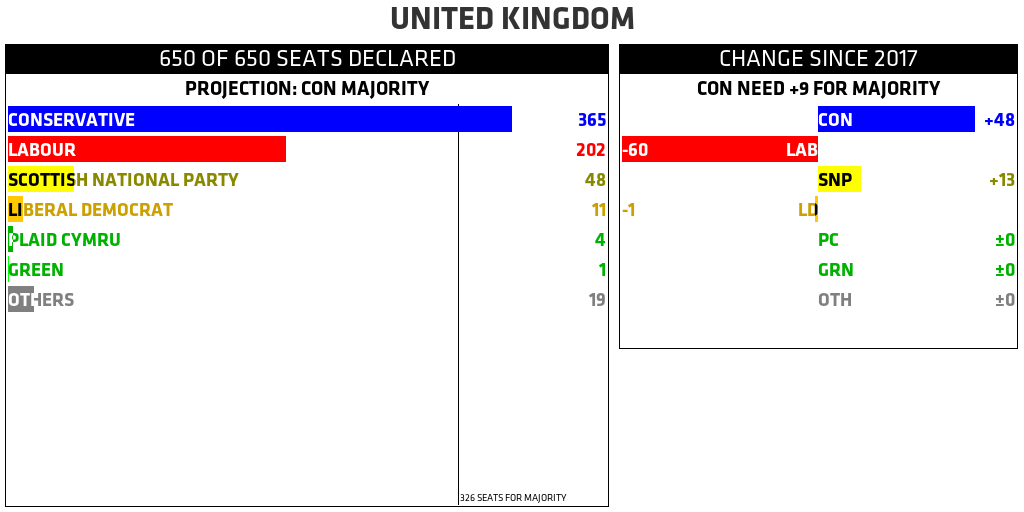 UNITED KINGDOM
650 OF 650 SEATS DECLARED
PROJECTION: CON MAJORITY
CONSERVATIVE 365
LABOUR 202
SCOTTISH NATIONAL PARTY 48
LIBERAL DEMOCRAT 11
PLAID CYMRU 4
GREEN 1
OTHERS 19
326 SEATS FOR MAJORITY
CHANGE SINCE 2017
CON NEED +9 FOR MAJORITY
CON +48
-60 LAB
SNP +13
-1 LD
PC ±0
GRN ±0
OTH ±0